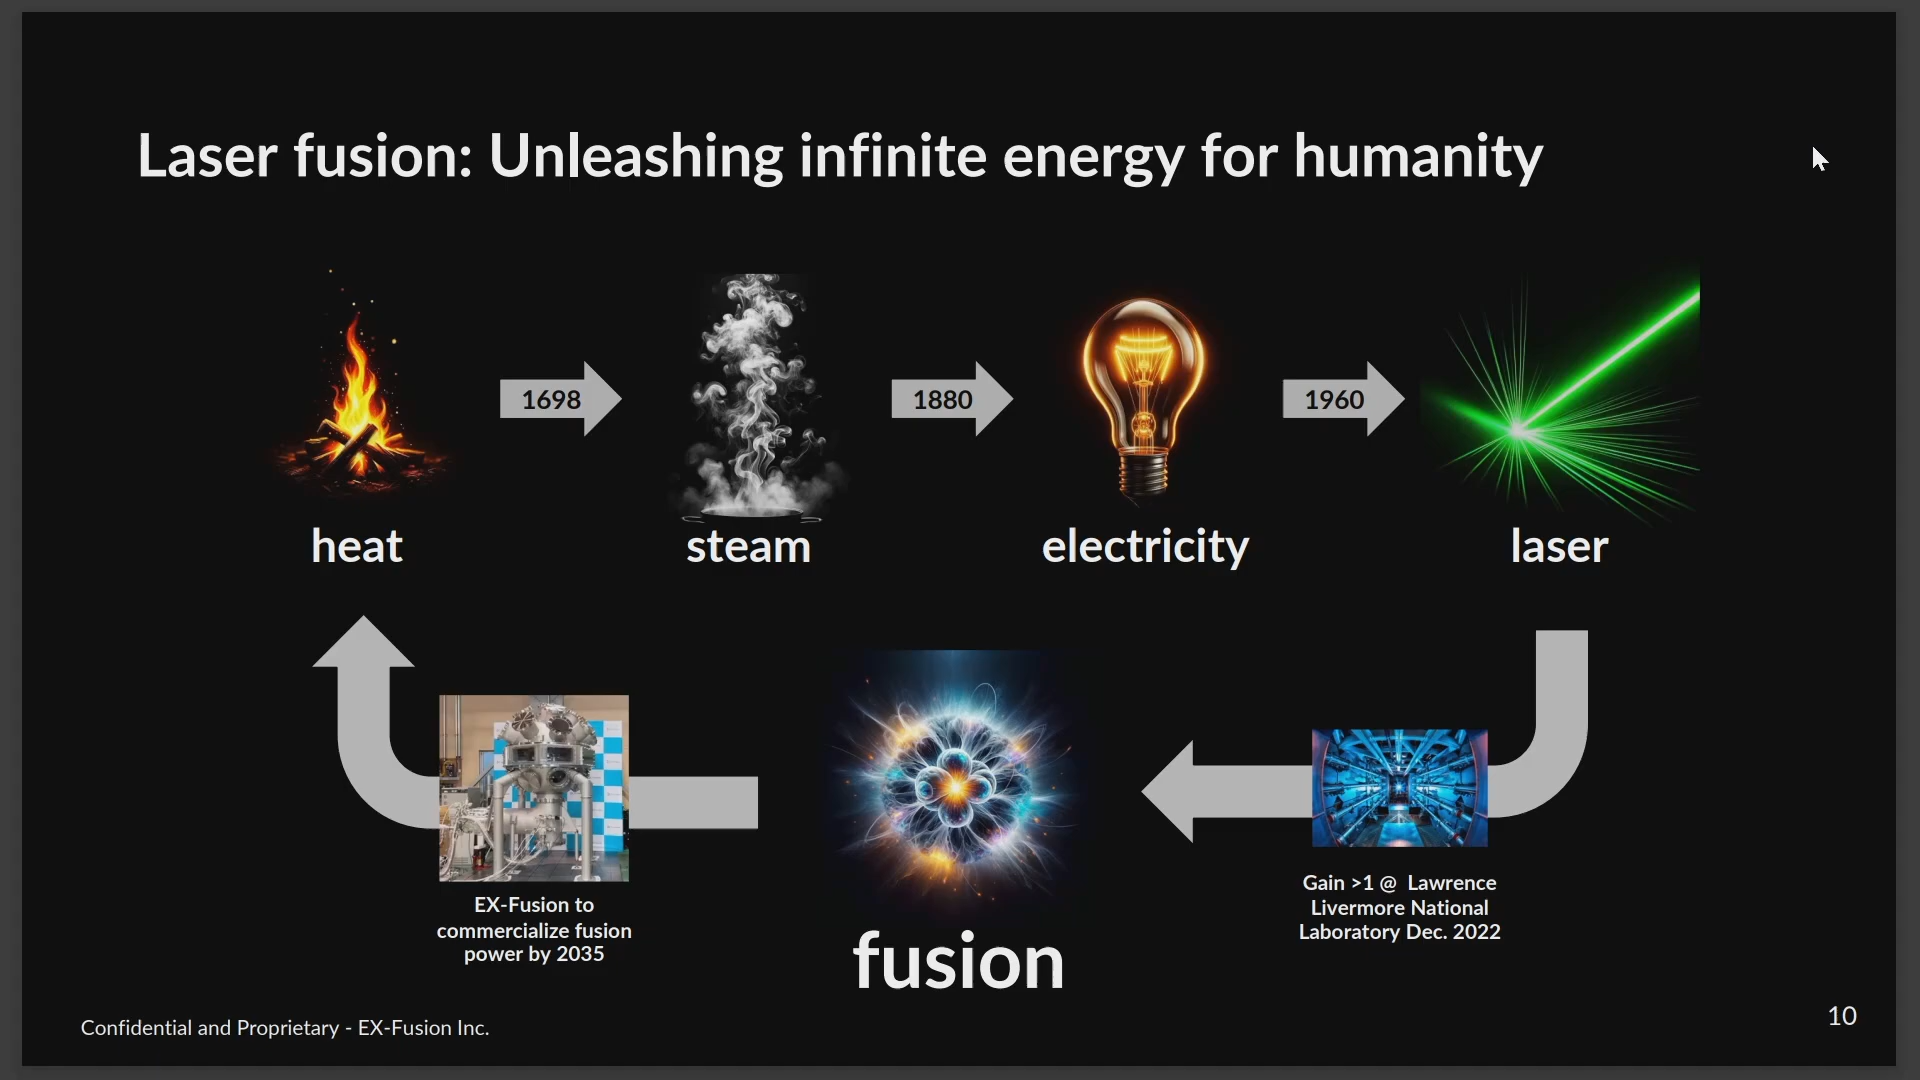 Laser fusion: Unleashing infinite energy for humanity
1698
1880
1960
heat
steam
electricity
laser
EX-Fusion to
commercialize fusion
power by 2035
fusion
Gain >1 @ Lawrence
Livermore National
Laboratory Dec. 2022
Confidential and Proprietary - EX-Fusion Inc.
10